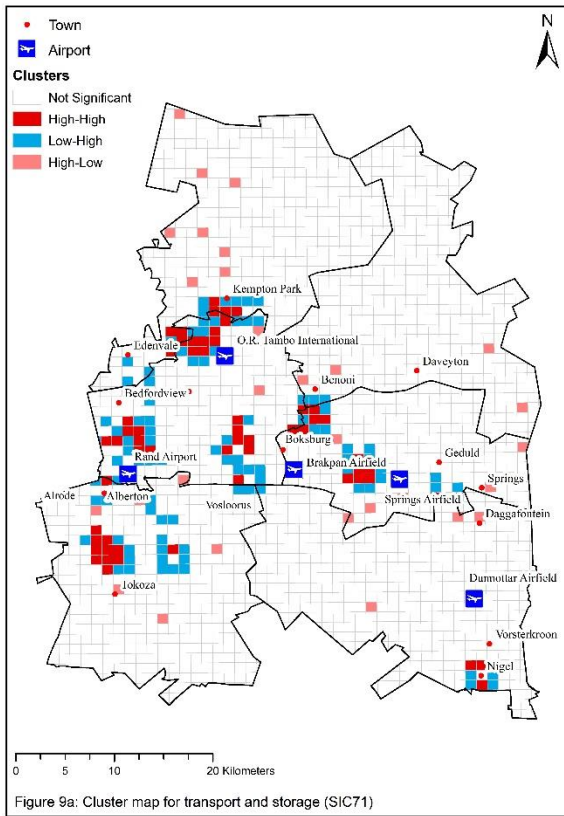 Town
N
Airport
Clusters
Not Significant
High-High
Low-High
High-Low
Kempton Park
Edenvale
O.R. Tambo International
Daveyton
Benoni
Bedfordview
Boksburg
Geduld
Rand Airport
Brakpan Airfield
Springs
Alrode
Alberton
Vosloorus
Springs Airfield
Daggafontein
Tokoza
Dunnottar Airfield
Vorsterkroon
Nigel
0 5 10 20 Kilometers
Figure 9a: Cluster map for transport and storage (SIC71)